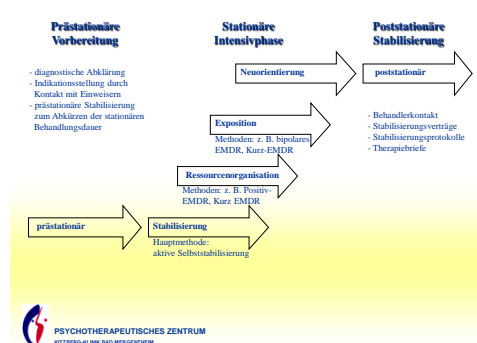 Prästationäre
Vorbereitung
Stationäre
Intensivphase
Poststationäre
Stabilisierung
Neuorientierung
poststationär
- diagnostische Abklärung
- Indikationsstellung durch
Kontakt mit Einweisern
- prästationäre Stabilisierung
zum Abkürzen der stationären
Behandlungsdauer
Exposition
Methoden: z. B. bipolares
EMDR, Kurz-EMDR
- Behandlerkontakt
- Stabilisierungsverträge
- Stabilisierungsprotokolle
- Therapiebriefe
Ressourcenorganisation
Methoden: z. B. Positiv-
EMDR, Kurz EMDR
prästationär
Stabilisierung
Hauptmethode:
aktive Selbststabilisierung
PSYCHOTHERAPEUTISCHES ZENTRUM
KITZBERG-KLINIK BAD MERGENTHEIM